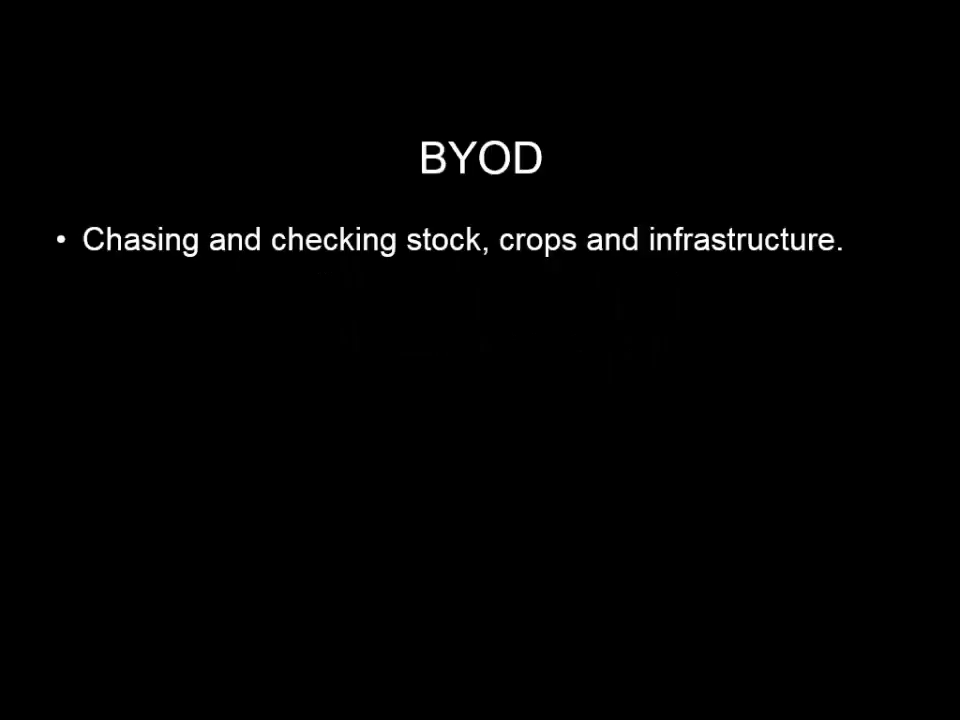 BYOD
• Chasing and checking stock, crops and infrastructure.